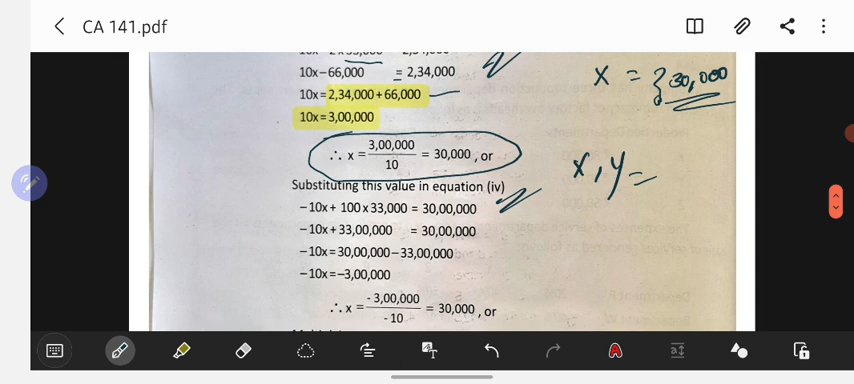 CA 141.pdf
10x-66,000 = 2,34,000
10x=2,34,000+66,000
10x=3,00,000
∴ x = 3,00,000 / 10 = 30,000 , or
Substituting this value in equation (iv)
-10x+ 100x33,000 = 30,00,000
-10x+33,00,000 = 30,00,000
-10x=30,00,000-33,00,000
-10x=-3,00,000
∴ x = -3,00,000 / -10 = 30,000 , or
x = 30,000
x, y =